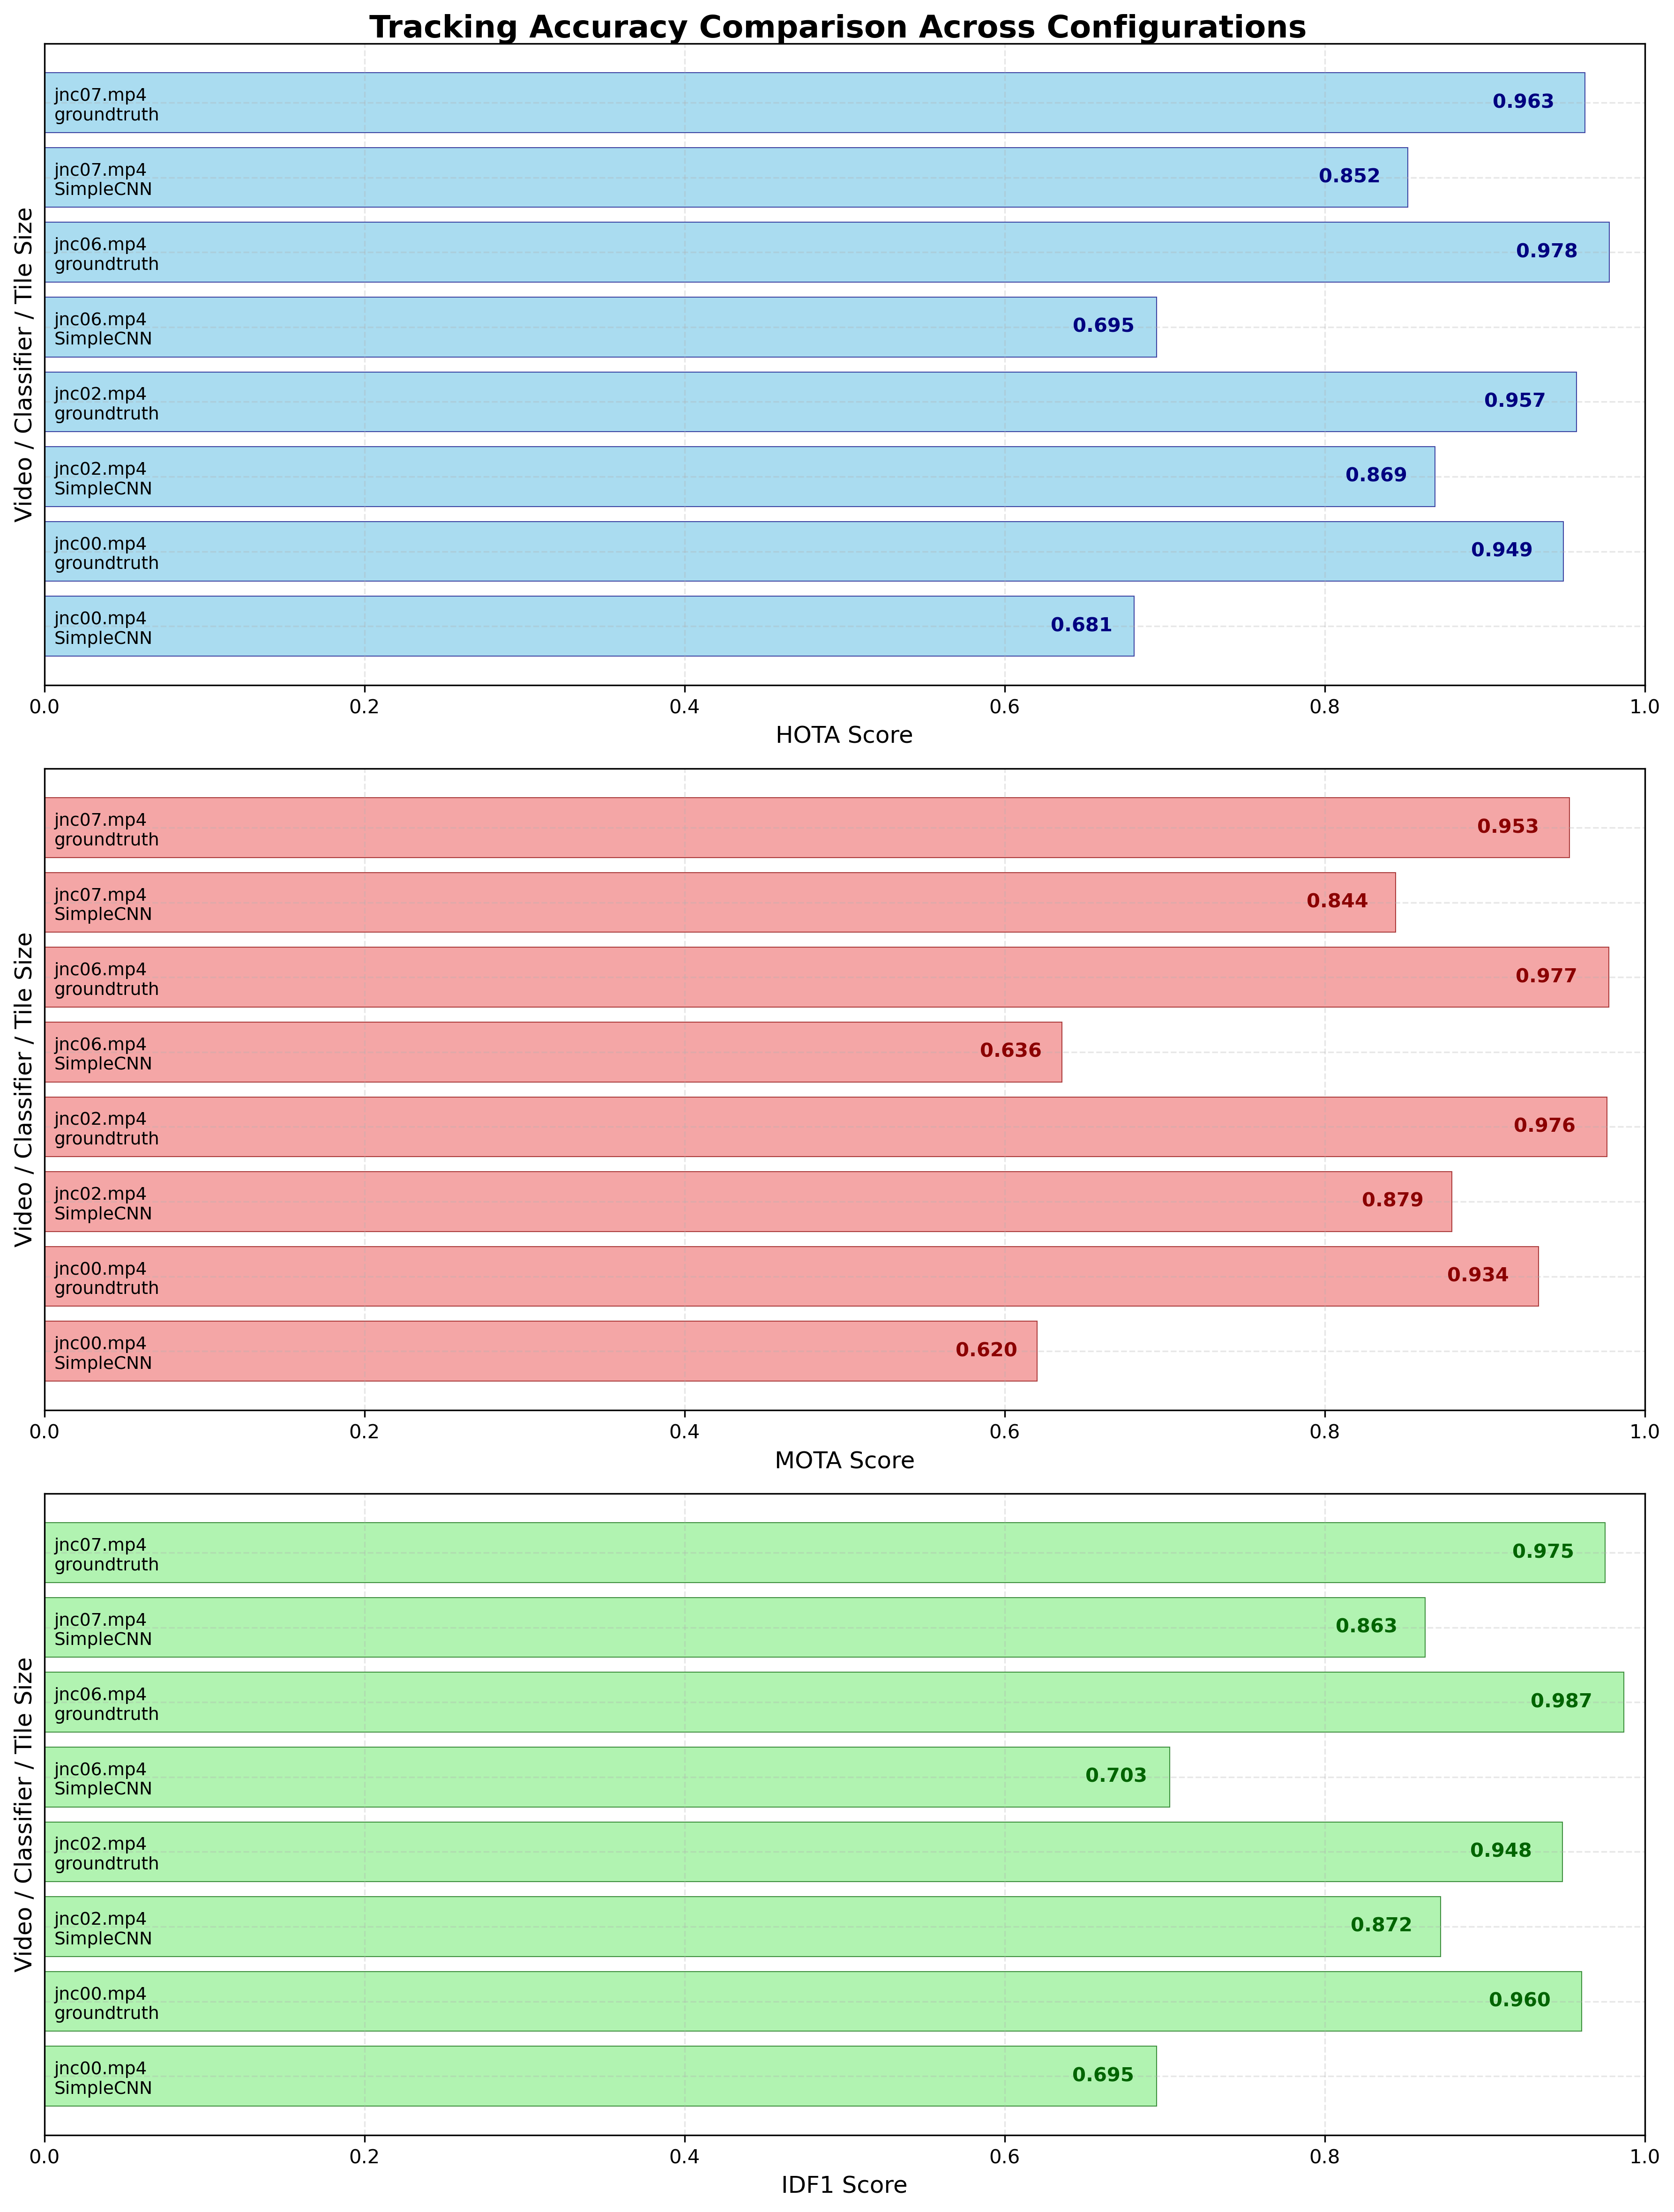 Tracking Accuracy Comparison Across Configurations
Video / Classifier / Tile Size
jnc07.mp4
groundtruth
0.963
jnc07.mp4
SimpleCNN
0.852
jnc06.mp4
groundtruth
0.978
jnc06.mp4
SimpleCNN
0.695
jnc02.mp4
groundtruth
0.957
jnc02.mp4
SimpleCNN
0.869
jnc00.mp4
groundtruth
0.949
jnc00.mp4
SimpleCNN
0.681
0.0 0.2 0.4 0.6 0.8 1.0
HOTA Score
Video / Classifier / Tile Size
jnc07.mp4
groundtruth
0.953
jnc07.mp4
SimpleCNN
0.844
jnc06.mp4
groundtruth
0.977
jnc06.mp4
SimpleCNN
0.636
jnc02.mp4
groundtruth
0.976
jnc02.mp4
SimpleCNN
0.879
jnc00.mp4
groundtruth
0.934
jnc00.mp4
SimpleCNN
0.620
0.0 0.2 0.4 0.6 0.8 1.0
MOTA Score
Video / Classifier / Tile Size
jnc07.mp4
groundtruth
0.975
jnc07.mp4
SimpleCNN
0.863
jnc06.mp4
groundtruth
0.987
jnc06.mp4
SimpleCNN
0.703
jnc02.mp4
groundtruth
0.948
jnc02.mp4
SimpleCNN
0.872
jnc00.mp4
groundtruth
0.960
jnc00.mp4
SimpleCNN
0.695
0.0 0.2 0.4 0.6 0.8 1.0
IDF1 Score